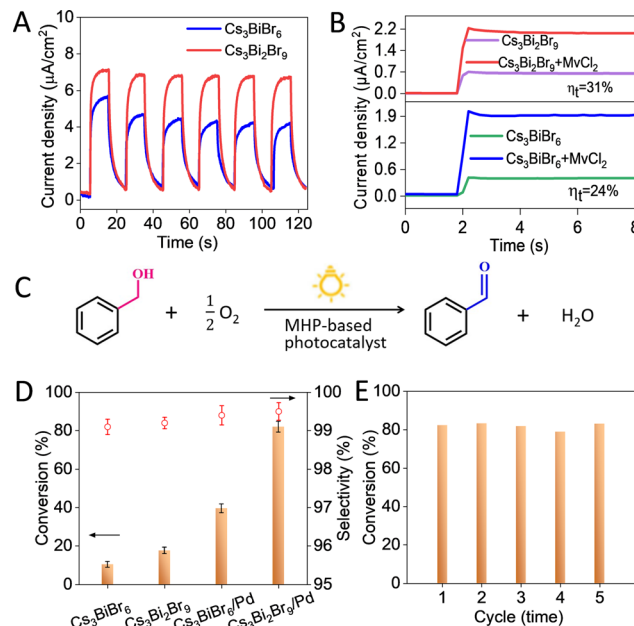 A
Current density (μA/cm²)
10
8
6
4
2
0
Cs₃BiBr₆
Cs₃Bi₂Br₉
0 20 40 60 80 100 120
Time (s)
B
Current density (μA/cm²)
2.2
1.4
0.7
0.0
Cs₃Bi₂Br₉
Cs₃Bi₂Br₉+MvCl₂
ηt=31%
1.9
1.2
0.6
0.0
Cs₃BiBr₆
Cs₃BiBr₆+MvCl₂
ηt=24%
0 2 4 6 8
Time (s)
C
OH
+ 1/2 O₂
MHP-based
photocatalyst
O
+ H₂O
D
Conversion (%)
100
80
60
40
20
0
100
99
97
96
95
Selectivity (%)
Cs₃BiBr₆
Cs₃Bi₂Br₉
Cs₃BiBr₆/Pd
Cs₃Bi₂Br₉/Pd
E
Conversion (%)
100
80
60
40
20
0
1 2 3 4 5
Cycle (time)